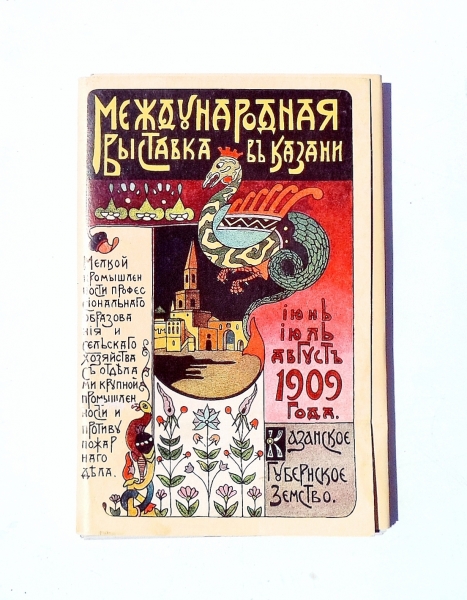 Международная
выставка въ Казани
Мелкой
промышлен
ности профес
сіональнаго
образова
нія и
сельскаго
хозяйства
съ отдѣла
ми крупной
промышлен
ности и
противу
пожар
наго
дѣла.
іюнь
іюль
августъ
1909
года.
Казанское
губернское
земство.